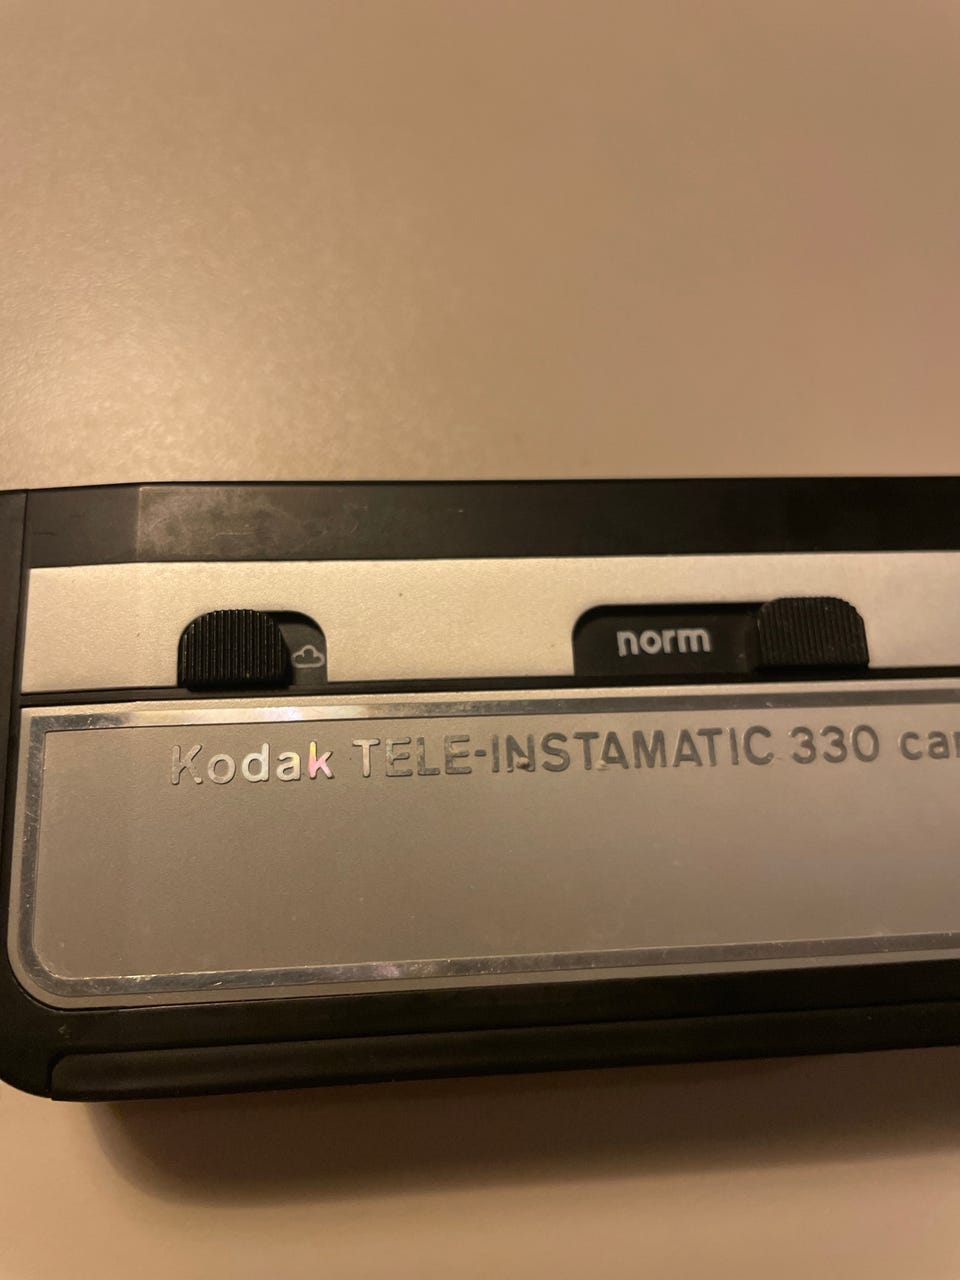 norm
Kodak TELE-INSTAMATIC 330